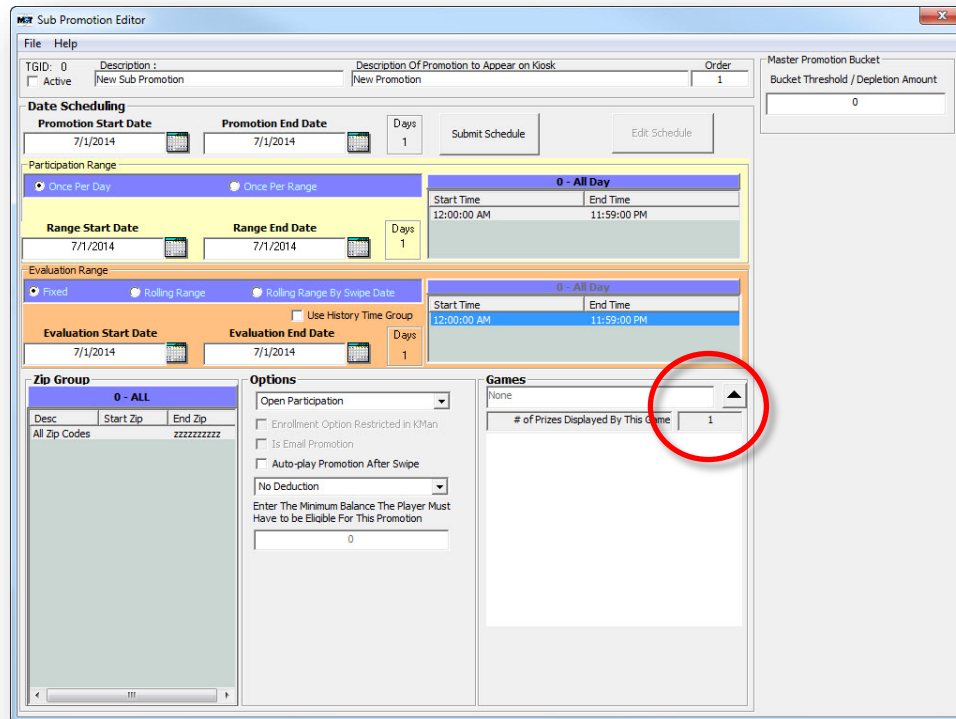 M&T Sub Promotion Editor
File Help
TGID: 0 Description : Description Of Promotion to Appear on Kiosk Order
Active New Sub Promotion New Promotion 1
Master Promotion Bucket
Bucket Threshold / Depletion Amount
0
Date Scheduling
Promotion Start Date Promotion End Date Days
7/1/2014 7/1/2014 1 Submit Schedule Edit Schedule
Participation Range
Once Per Day Once Per Range 0 - All Day
Start Time End Time
12:00:00 AM 11:59:00 PM
Range Start Date Range End Date Days
7/1/2014 7/1/2014 1
Evaluation Range
Fixed Rolling Range Rolling Range By Swipe Date 0 - All Day
Start Time End Time
Use History Time Group 12:00:00 AM 11:59:00 PM
Evaluation Start Date Evaluation End Date Days
7/1/2014 7/1/2014 1
Zip Group
0 - ALL
Desc Start Zip End Zip
All Zip Codes zzzzzzzzzz
Options
Open Participation
Enrollment Option Restricted in KMan
Is Email Promotion
Auto-play Promotion After Swipe
No Deduction
Enter The Minimum Balance The Player Must
Have to be Eligible For This Promotion
0
Games
None
# of Prizes Displayed By This Game 1